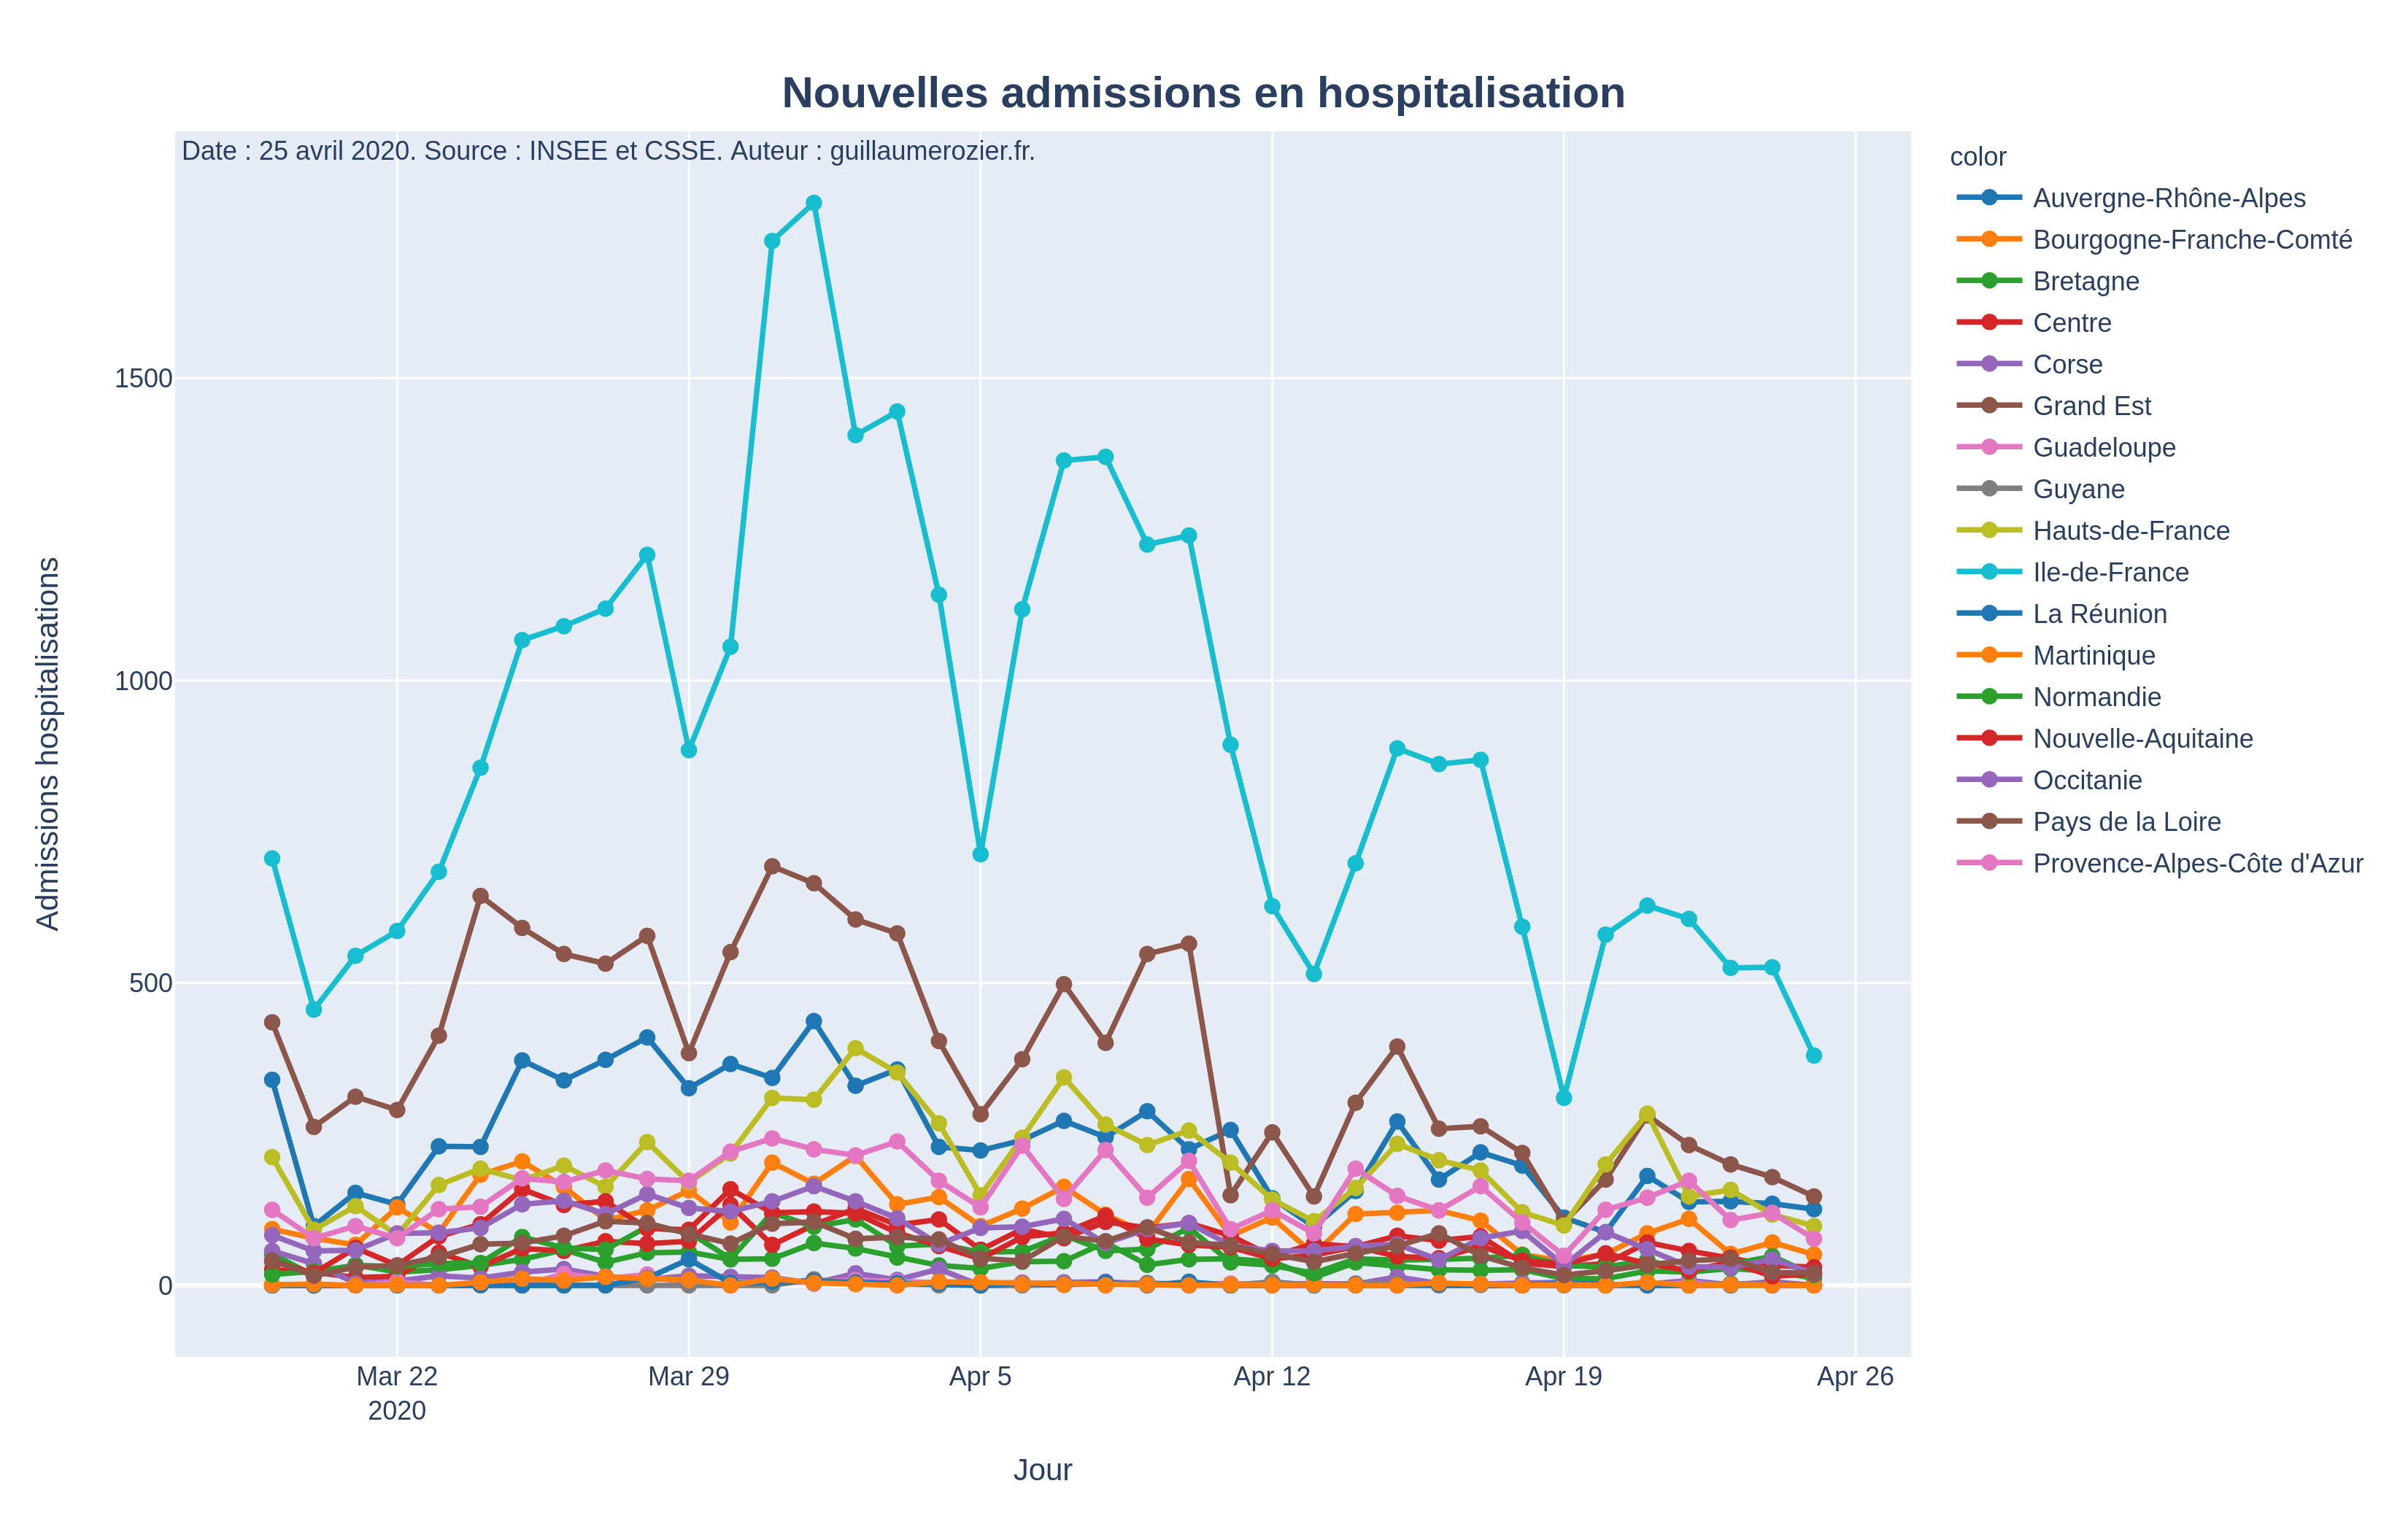 Nouvelles admissions en hospitalisation
Date : 25 avril 2020. Source : INSEE et CSSE. Auteur : guillaumerozier.fr.
color
Auvergne-Rhône-Alpes
Bourgogne-Franche-Comté
Bretagne
Centre
Corse
Grand Est
Guadeloupe
Guyane
Hauts-de-France
Ile-de-France
La Réunion
Martinique
Normandie
Nouvelle-Aquitaine
Occitanie
Pays de la Loire
Provence-Alpes-Côte d'Azur
Admissions hospitalisations
1500
1000
500
0
Mar 22
2020
Mar 29
Apr 5
Apr 12
Apr 19
Apr 26
Jour